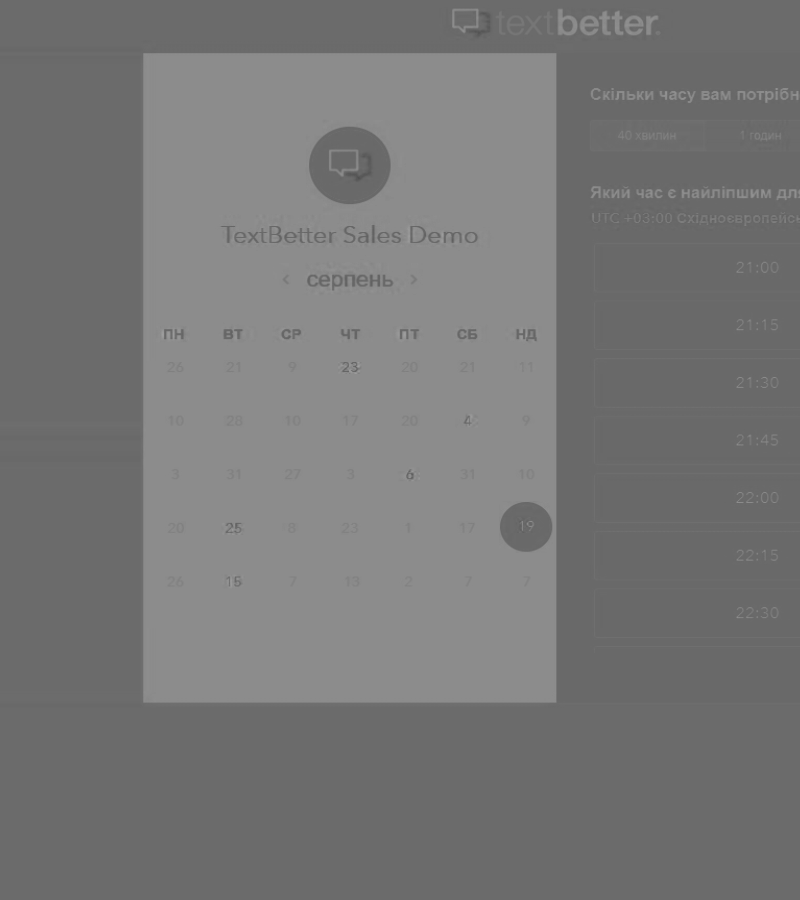 textbetter.
TextBetter Sales Demo
‹ серпень ›
ПН ВТ СР ЧТ ПТ СБ НД
26 21 9 23 20 21 11
10 28 10 17 20 4 9
3 31 27 3 6 31 10
20 25 8 23 1 17 19
26 15 7 13 2 7 7
Скільки часу вам потрібн
40 хвилин 1 годин
Який час є найліпшим для
UTC +03:00 Східноєвропейсь
21:00
21:15
21:30
21:45
22:00
22:15
22:30